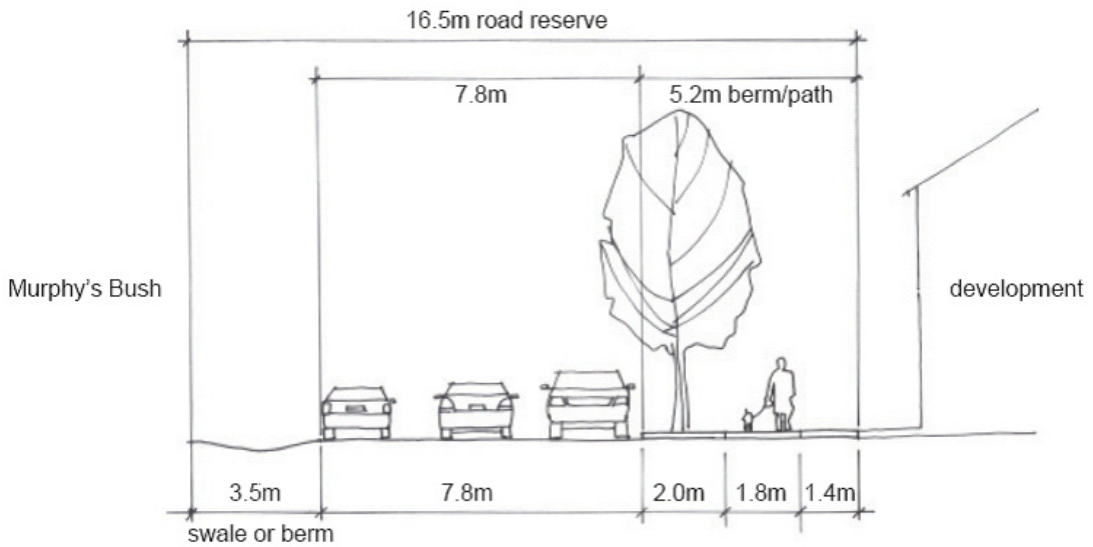 16.5m road reserve
7.8m
5.2m berm/path
Murphy's Bush
development
3.5m
7.8m
2.0m
1.8m
1.4m
swale or berm